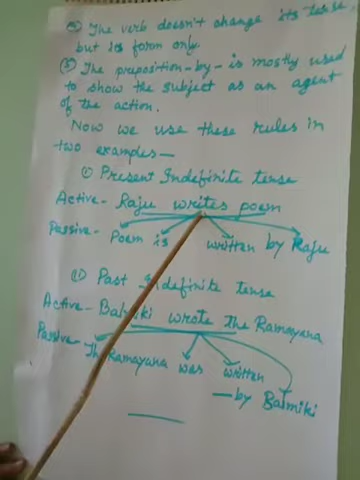 (2) The verb doesn't change its tense,
but its form only.
(3) The preposition-by-is mostly used
to show the subject as an agent
of the action.
Now we use these rules in
two examples—
(i) Present Indefinite tense
Active- Raju writes poem
Passive- Poem is written by Raju
(ii) Past Indefinite tense
Active- Balmiki wrote the Ramayana
Passive- The Ramayana was written
—by Balmiki